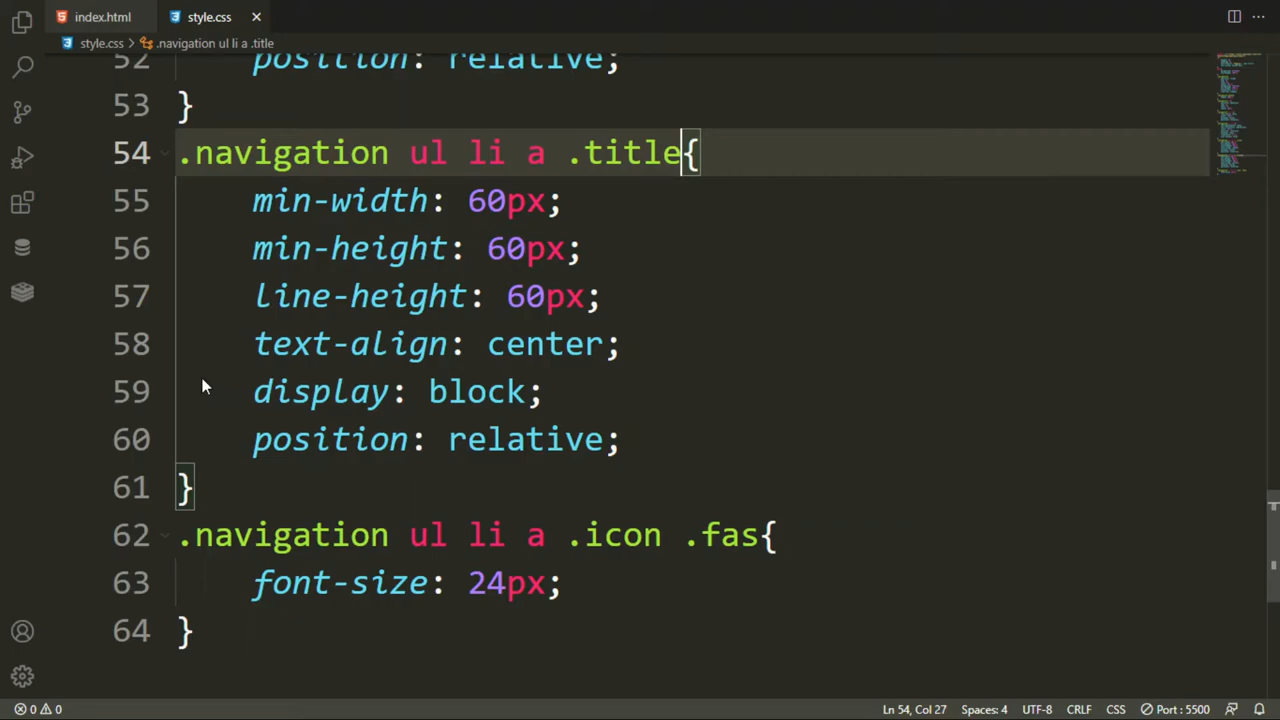 index.html style.css
style.css > .navigation ul li a .title
52 position: relative;
53 }
54 .navigation ul li a .title{
55 min-width: 60px;
56 min-height: 60px;
57 line-height: 60px;
58 text-align: center;
59 display: block;
60 position: relative;
61 }
62 .navigation ul li a .icon .fas{
63 font-size: 24px;
64 }
0 0 Ln 54, Col 27 Spaces: 4 UTF-8 CRLF CSS Port : 5500